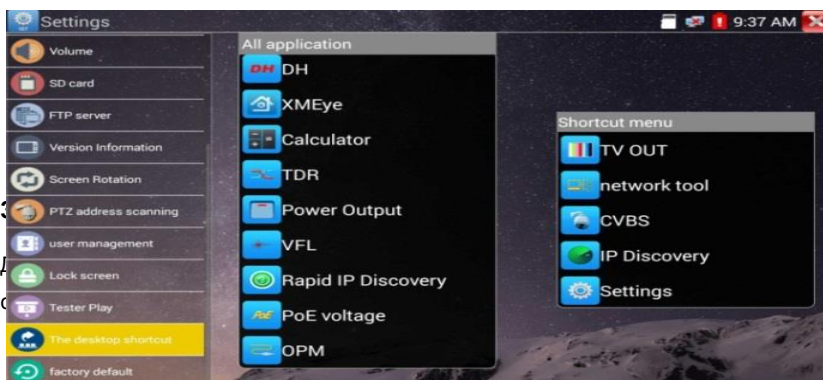 Settings
9:37 AM
Volume
SD card
FTP server
Version Information
Screen Rotation
PTZ address scanning
user management
Lock screen
Tester Play
The desktop shortcut
factory default
All application
DH DH
XMEye
Calculator
TDR
Power Output
VFL
Rapid IP Discovery
PoE PoE voltage
OPM
Shortcut menu
TV OUT
network tool
CVBS
IP Discovery
Settings